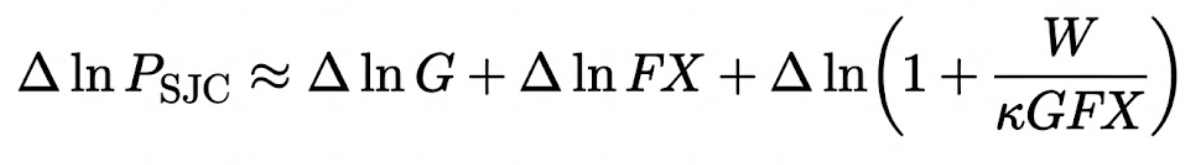 Δ ln P_SJC ≈ Δ ln G + Δ ln FX + Δ ln(1 + W/(κGFX))